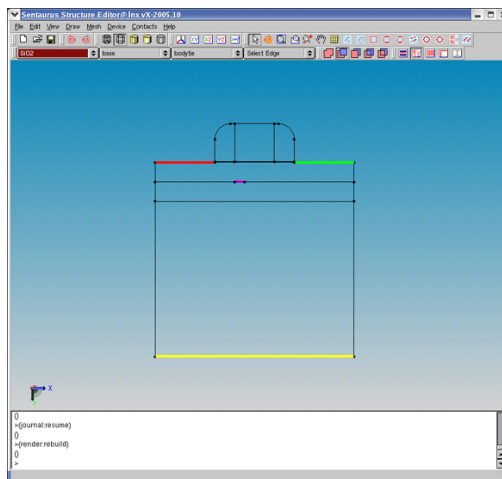 Sentaurus Structure Editor@lnx vX-2005.10
File Edit View Draw Mesh Device Contacts Help
SiO2 base bodytie Select Edge
X
()
>(journal:resume)
()
>(render:rebuild)
()
>